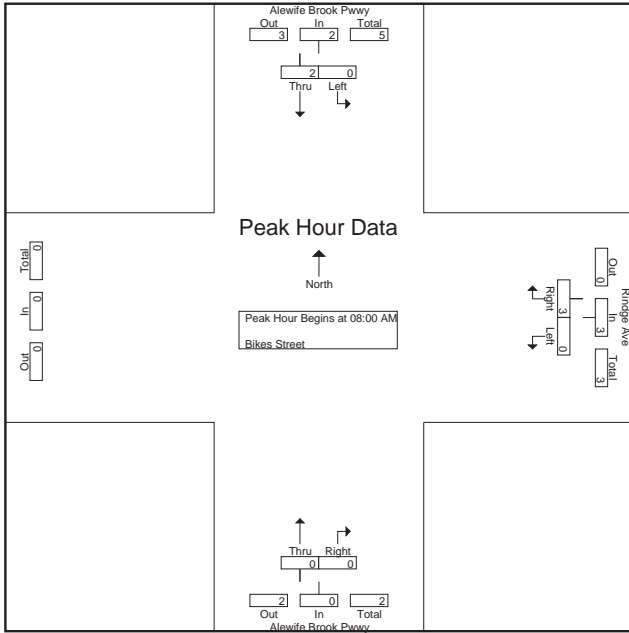 Alewife Brook Pwwy
Out In Total
3 2 5
2 0
Thru Left
Peak Hour Data
North
Peak Hour Begins at 08:00 AM
Bikes Street
Total 0
In 0
Out 0
Rindge Ave
Out 0
In 3
Total 3
Right 3
Left 0
Thru Right
0 0
2 0 2
Out In Total
Alewife Brook Pwwy